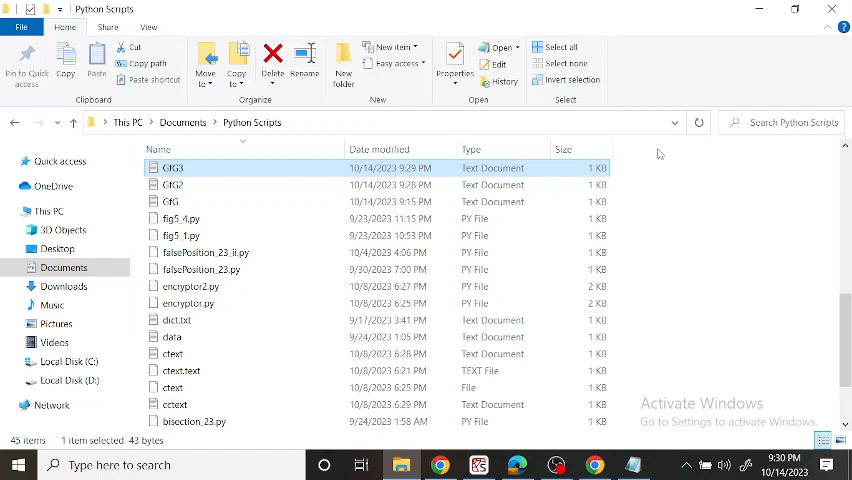 Python Scripts
File Home Share View
Pin to Quick access
Copy
Paste
Cut
Copy path
Paste shortcut
Clipboard
Move to
Copy to
Delete
Rename
Organize
New folder
New item
Easy access
New
Properties
Open
Edit
History
Open
Select all
Select none
Invert selection
Select
This PC Documents Python Scripts
Search Python Scripts
Name Date modified Type Size
Quick access
OneDrive
This PC
3D Objects
Desktop
Documents
Downloads
Music
Pictures
Videos
Local Disk (C:)
Local Disk (D:)
Network
GfG3 10/14/2023 9:29 PM Text Document 1 KB
GfG2 10/14/2023 9:28 PM Text Document 1 KB
GfG 10/14/2023 9:15 PM Text Document 1 KB
fig5_4.py 9/23/2023 11:15 PM PY File 1 KB
fig5_1.py 9/23/2023 10:53 PM PY File 1 KB
falsePosition_23_ii.py 10/4/2023 4:06 PM PY File 1 KB
falsePosition_23.py 9/30/2023 7:00 PM PY File 1 KB
encryptor2.py 10/8/2023 6:27 PM PY File 2 KB
encryptor.py 10/8/2023 6:25 PM PY File 2 KB
dict.txt 9/17/2023 3:41 PM Text Document 1 KB
data 9/24/2023 1:05 PM Text Document 1 KB
ctext 10/8/2023 6:28 PM Text Document 1 KB
ctext.text 10/8/2023 6:21 PM TEXT File 1 KB
ctext 10/8/2023 6:25 PM File 1 KB
cctext 10/8/2023 6:29 PM Text Document 1 KB
bisection_23.py 9/24/2023 1:58 AM PY File 1 KB
Activate Windows
Go to Settings to activate Windows.
45 items 1 item selected 43 bytes
Type here to search
9:30 PM
10/14/2023